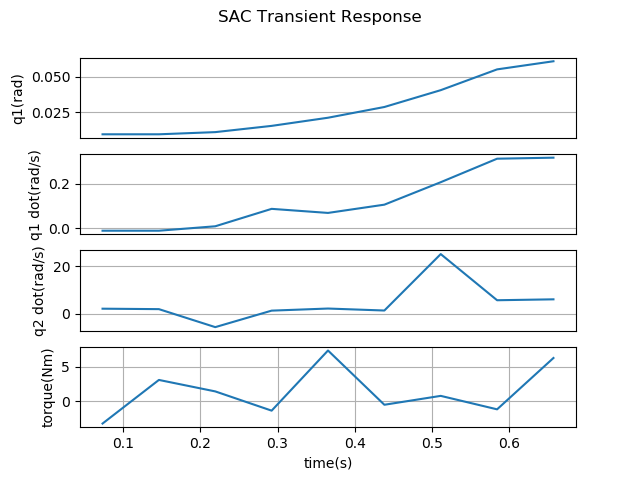 SAC Transient Response
q1(rad)
0.050
0.025
q1 dot(rad/s)
0.2
0.0
q2 dot(rad/s)
20
0
torque(Nm)
5
0
0.1 0.2 0.3 0.4 0.5 0.6
time(s)